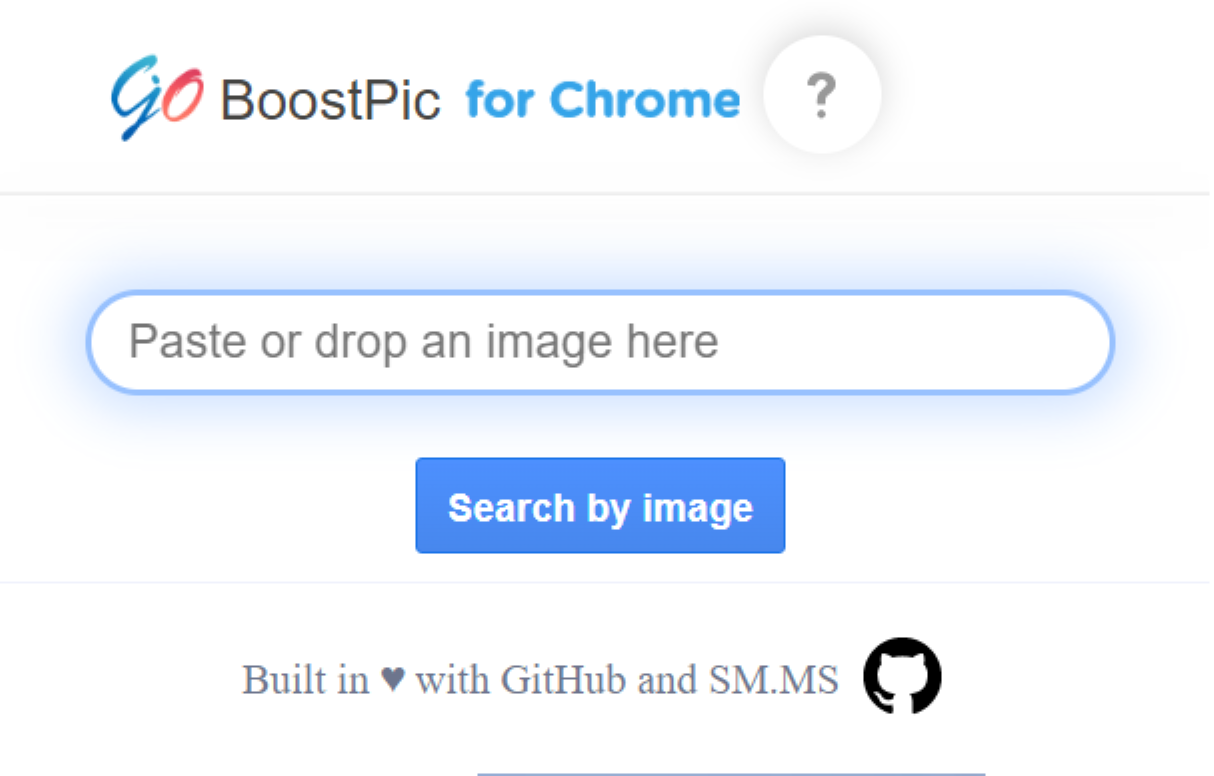 GO BoostPic for Chrome ?
Paste or drop an image here
Search by image
Built in ♥ with GitHub and SM.MS